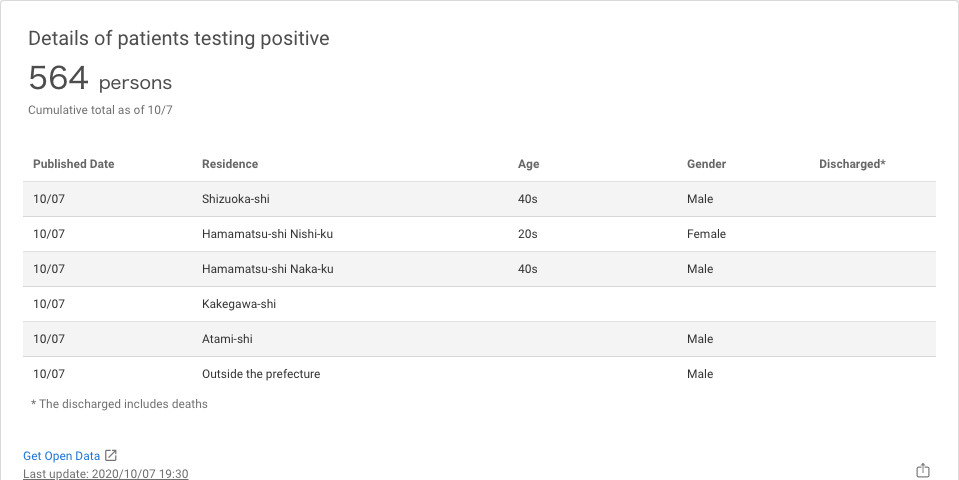 Details of patients testing positive
564 persons
Cumulative total as of 10/7
Published Date Residence Age Gender Discharged*
10/07 Shizuoka-shi 40s Male
10/07 Hamamatsu-shi Nishi-ku 20s Female
10/07 Hamamatsu-shi Naka-ku 40s Male
10/07 Kakegawa-shi
10/07 Atami-shi Male
10/07 Outside the prefecture Male
* The discharged includes deaths
Get Open Data
Last update: 2020/10/07 19:30